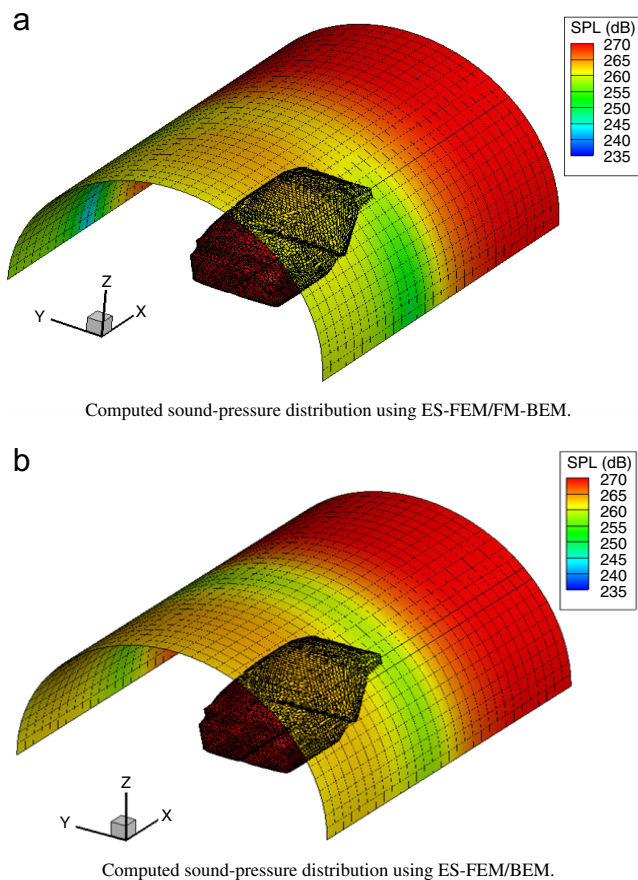 a
SPL (dB)
270
265
260
255
250
245
240
235
Z
Y
X
Computed sound-pressure distribution using ES-FEM/FM-BEM.
b
SPL (dB)
270
265
260
255
250
245
240
235
Z
Y
X
Computed sound-pressure distribution using ES-FEM/BEM.